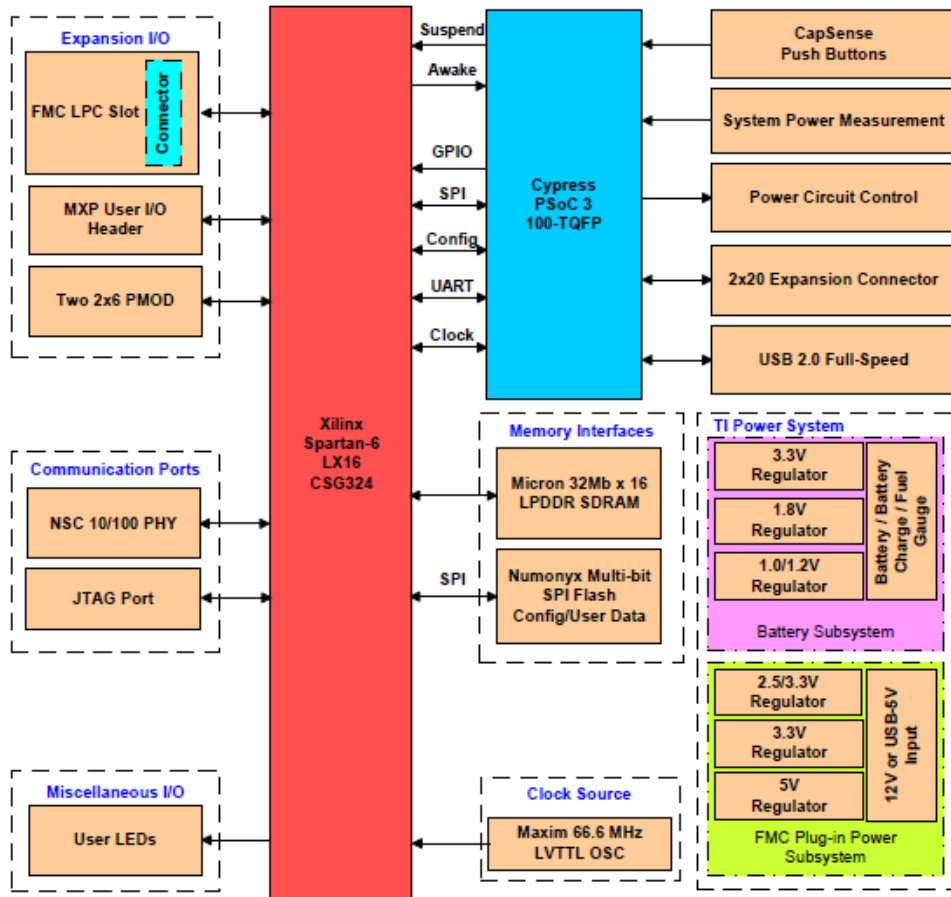 Expansion I/O
FMC LPC Slot
Connector
MXP User I/O
Header
Two 2x6 PMOD
Communication Ports
NSC 10/100 PHY
JTAG Port
Miscellaneous I/O
User LEDs
Xilinx
Spartan-6
LX16
CSG324
Suspend
Awake
GPIO
SPI
Config
UART
Clock
Cypress
PSoC 3
100-TQFP
CapSense
Push Buttons
System Power Measurement
Power Circuit Control
2x20 Expansion Connector
USB 2.0 Full-Speed
Memory Interfaces
Micron 32Mb x 16
LPDDR SDRAM
SPI
Numonyx Multi-bit
SPI Flash
Config/User Data
Clock Source
Maxim 66.6 MHz
LVTTL OSC
TI Power System
3.3V
Regulator
1.8V
Regulator
1.0/1.2V
Regulator
Battery / Battery
Charge / Fuel
Gauge
Battery Subsystem
2.5/3.3V
Regulator
3.3V
Regulator
5V
Regulator
12V or USB-5V
Input
FMC Plug-in Power
Subsystem